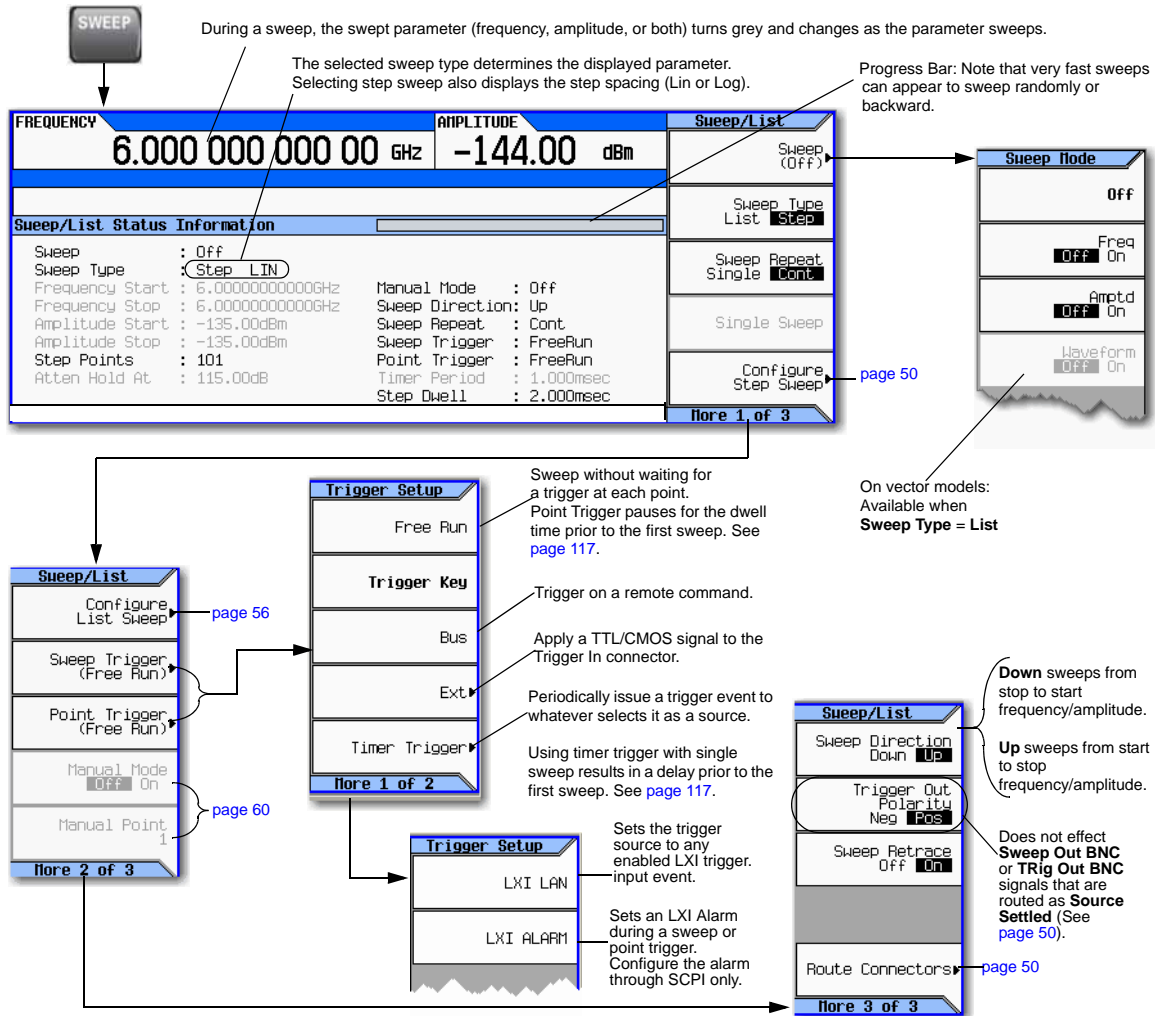 SWEEP
During a sweep, the swept parameter (frequency, amplitude, or both) turns grey and changes as the parameter sweeps.
The selected sweep type determines the displayed parameter.
Selecting step sweep also displays the step spacing (Lin or Log).
Progress Bar: Note that very fast sweeps
can appear to sweep randomly or
backward.
FREQUENCY
6.000 000 000 00 GHz
AMPLITUDE
-144.00 dBm
Sweep/List Status Information
Sweep : Off
Sweep Type : Step LIN
Frequency Start : 6.00000000000GHz
Frequency Stop : 6.00000000000GHz
Amplitude Start : -135.00dBm
Amplitude Stop : -135.00dBm
Step Points : 101
Atten Hold At : 115.00dB
Manual Mode : Off
Sweep Direction: Up
Sweep Repeat : Cont
Sweep Trigger : FreeRun
Point Trigger : FreeRun
Timer Period : 1.000msec
Step Dwell : 2.000msec
Sweep/List
Sweep
(Off)
Sweep Type
List Step
Sweep Repeat
Single Cont
Single Sweep
Configure
Step Sweep
More 1 of 3
page 50
Sweep Mode
Off
Freq
Off On
Amptd
Off On
Waveform
Off On
On vector models:
Available when
Sweep Type = List
Sweep/List
Configure
List Sweep
Sweep Trigger
(Free Run)
Point Trigger
(Free Run)
Manual Mode
Off On
Manual Point
1
More 2 of 3
page 56
page 60
Trigger Setup
Free Run
Trigger Key
Bus
Ext
Timer Trigger
More 1 of 2
Sweep without waiting for
a trigger at each point.
Point Trigger pauses for the dwell
time prior to the first sweep. See
page 117.
Trigger on a remote command.
Apply a TTL/CMOS signal to the
Trigger In connector.
Periodically issue a trigger event to
whatever selects it as a source.
Using timer trigger with single
sweep results in a delay prior to the
first sweep. See page 117.
Trigger Setup
LXI LAN
LXI ALARM
Sets the trigger
source to any
enabled LXI trigger.
input event.
Sets an LXI Alarm
during a sweep or
point trigger.
Configure the alarm
through SCPI only.
Sweep/List
Sweep Direction
Down Up
Trigger Out
Polarity
Neg Pos
Sweep Retrace
Off On
Route Connectors
More 3 of 3
page 50
Down sweeps from
stop to start
frequency/amplitude.
Up sweeps from start
to stop
frequency/amplitude.
Does not effect
Sweep Out BNC
or TRig Out BNC
signals that are
routed as Source
Settled (See
page 50).